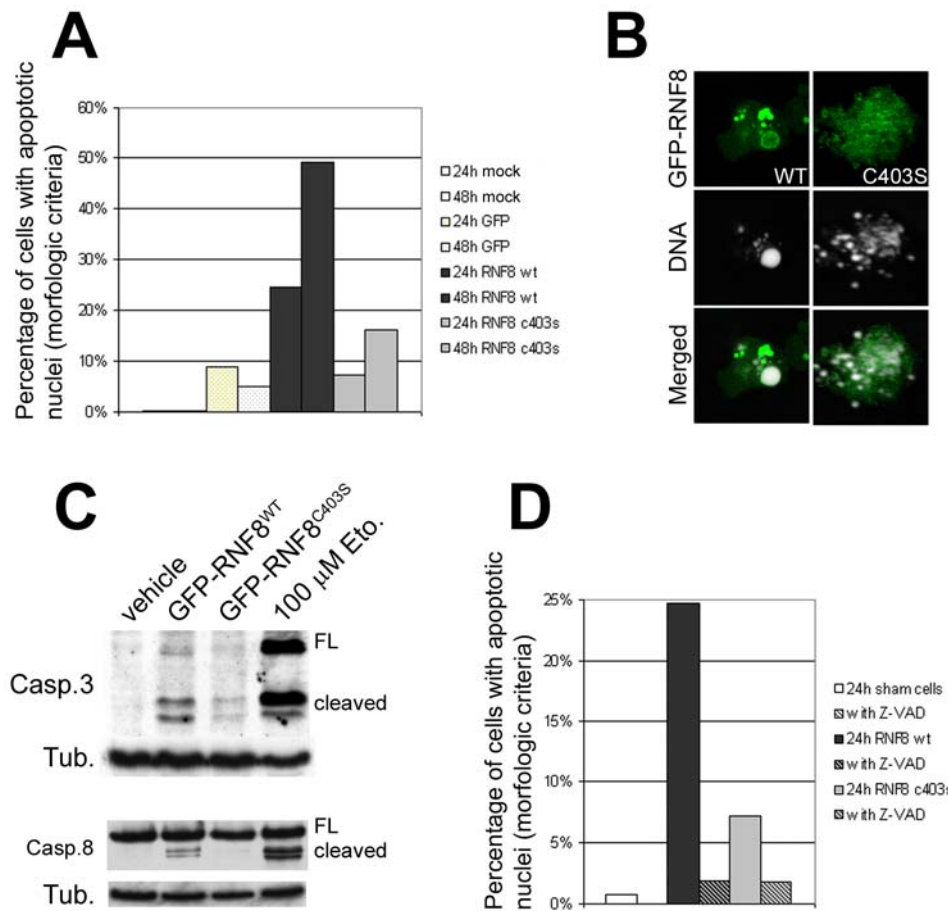 A
Percentage of cells with apoptotic
nuclei (morfologic criteria)
60%
50%
40%
30%
20%
10%
0%
24h mock
48h mock
24h GFP
48h GFP
24h RNF8 wt
48h RNF8 wt
24h RNF8 c403s
48h RNF8 c403s
B
GFP-RNF8
WT
C403S
DNA
Merged
C
vehicle
GFP-RNF8WT
GFP-RNF8C403S
100 µM Eto.
Casp.3
FL
cleaved
Tub.
Casp.8
FL
cleaved
Tub.
D
Percentage of cells with apoptotic
nuclei (morfologic criteria)
25%
20%
15%
10%
5%
0%
24h sham cells
with Z-VAD
24h RNF8 wt
with Z-VAD
24h RNF8 c403s
with Z-VAD